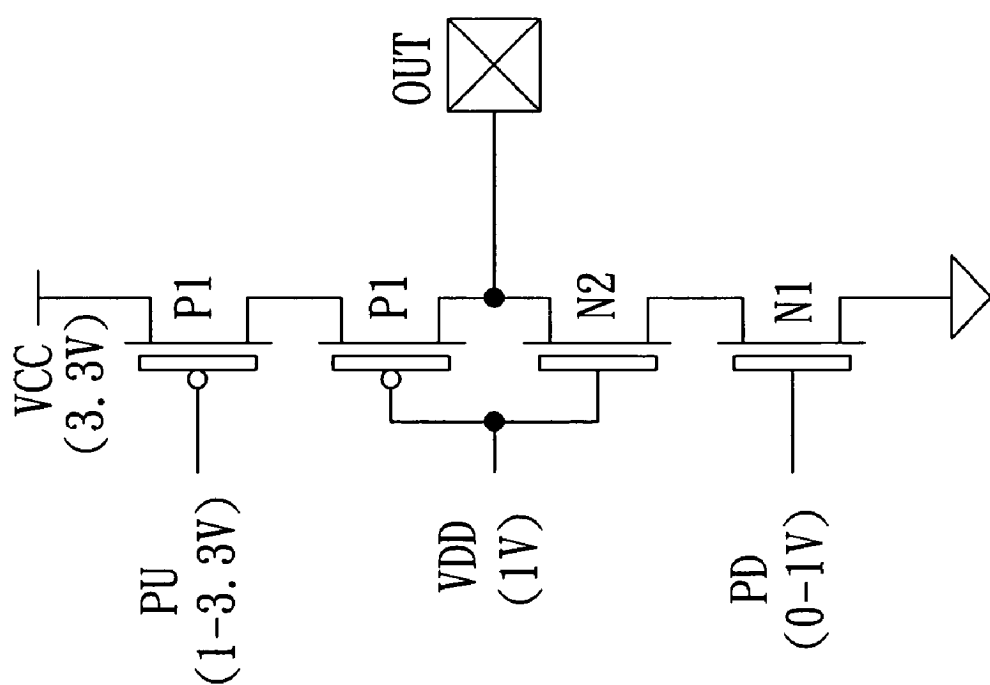 VCC
(3.3V)
P1
PU
(1-3.3V)
P1
OUT
VDD
(1V)
N2
N1
PD
(0-1V)